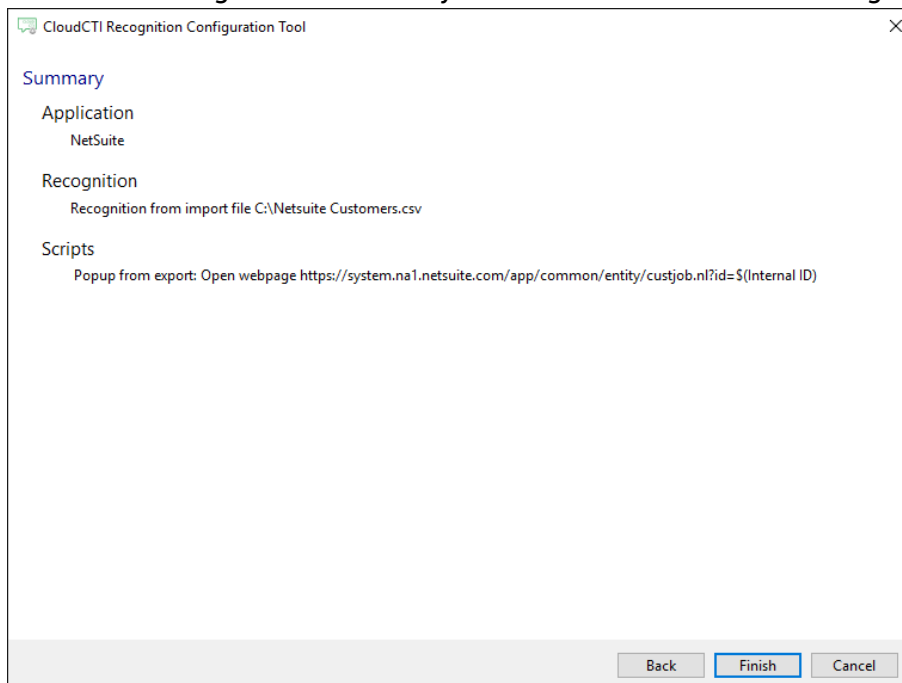 CloudCTI Recognition Configuration Tool
Summary
Application
NetSuite
Recognition
Recognition from import file C:\Netsuite Customers.csv
Scripts
Popup from export: Open webpage https://system.na1.netsuite.com/app/common/entity/custjob.nl?id=$(Internal ID)
Back Finish Cancel